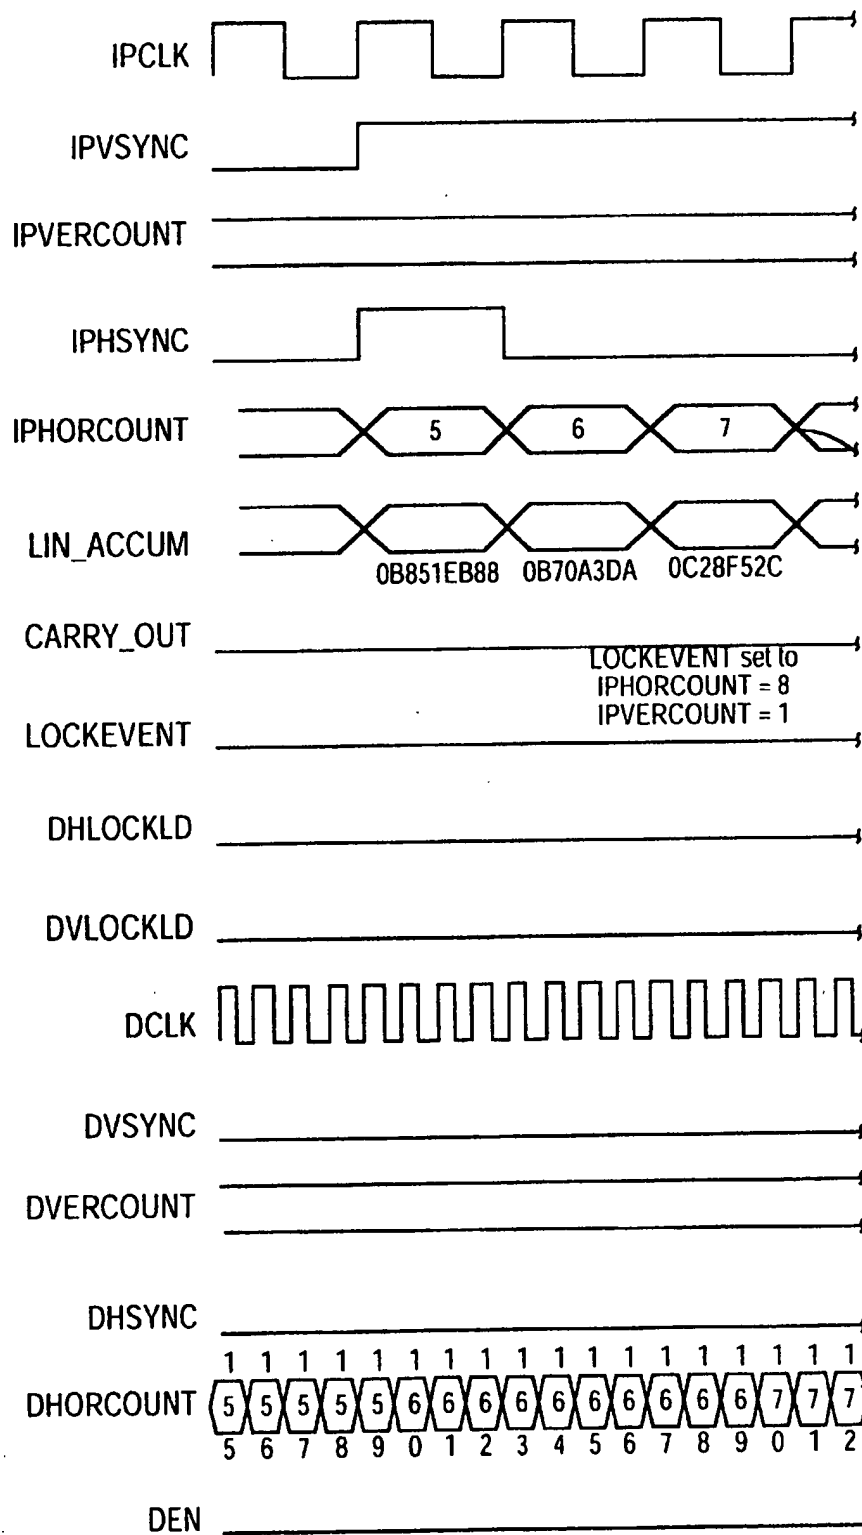 IPCLK
IPVSYNC
IPVERCOUNT
IPHSYNC
IPHORCOUNT 5 6 7
LIN_ACCUM
0B851EB88 0B70A3DA 0C28F52C
CARRY_OUT
LOCKEVENT set to
IPHORCOUNT = 8
IPVERCOUNT = 1
LOCKEVENT
DHLOCKLD
DVLOCKLD
DCLK
DVSYNC
DVERCOUNT
DHSYNC
1 1 1 1 1 1 1 1 1 1 1 1 1 1 1 1 1 1
DHORCOUNT 5 5 5 5 5 6 6 6 6 6 6 6 6 6 6 7 7 7
5 6 7 8 9 0 1 2 3 4 5 6 7 8 9 0 1 2
DEN